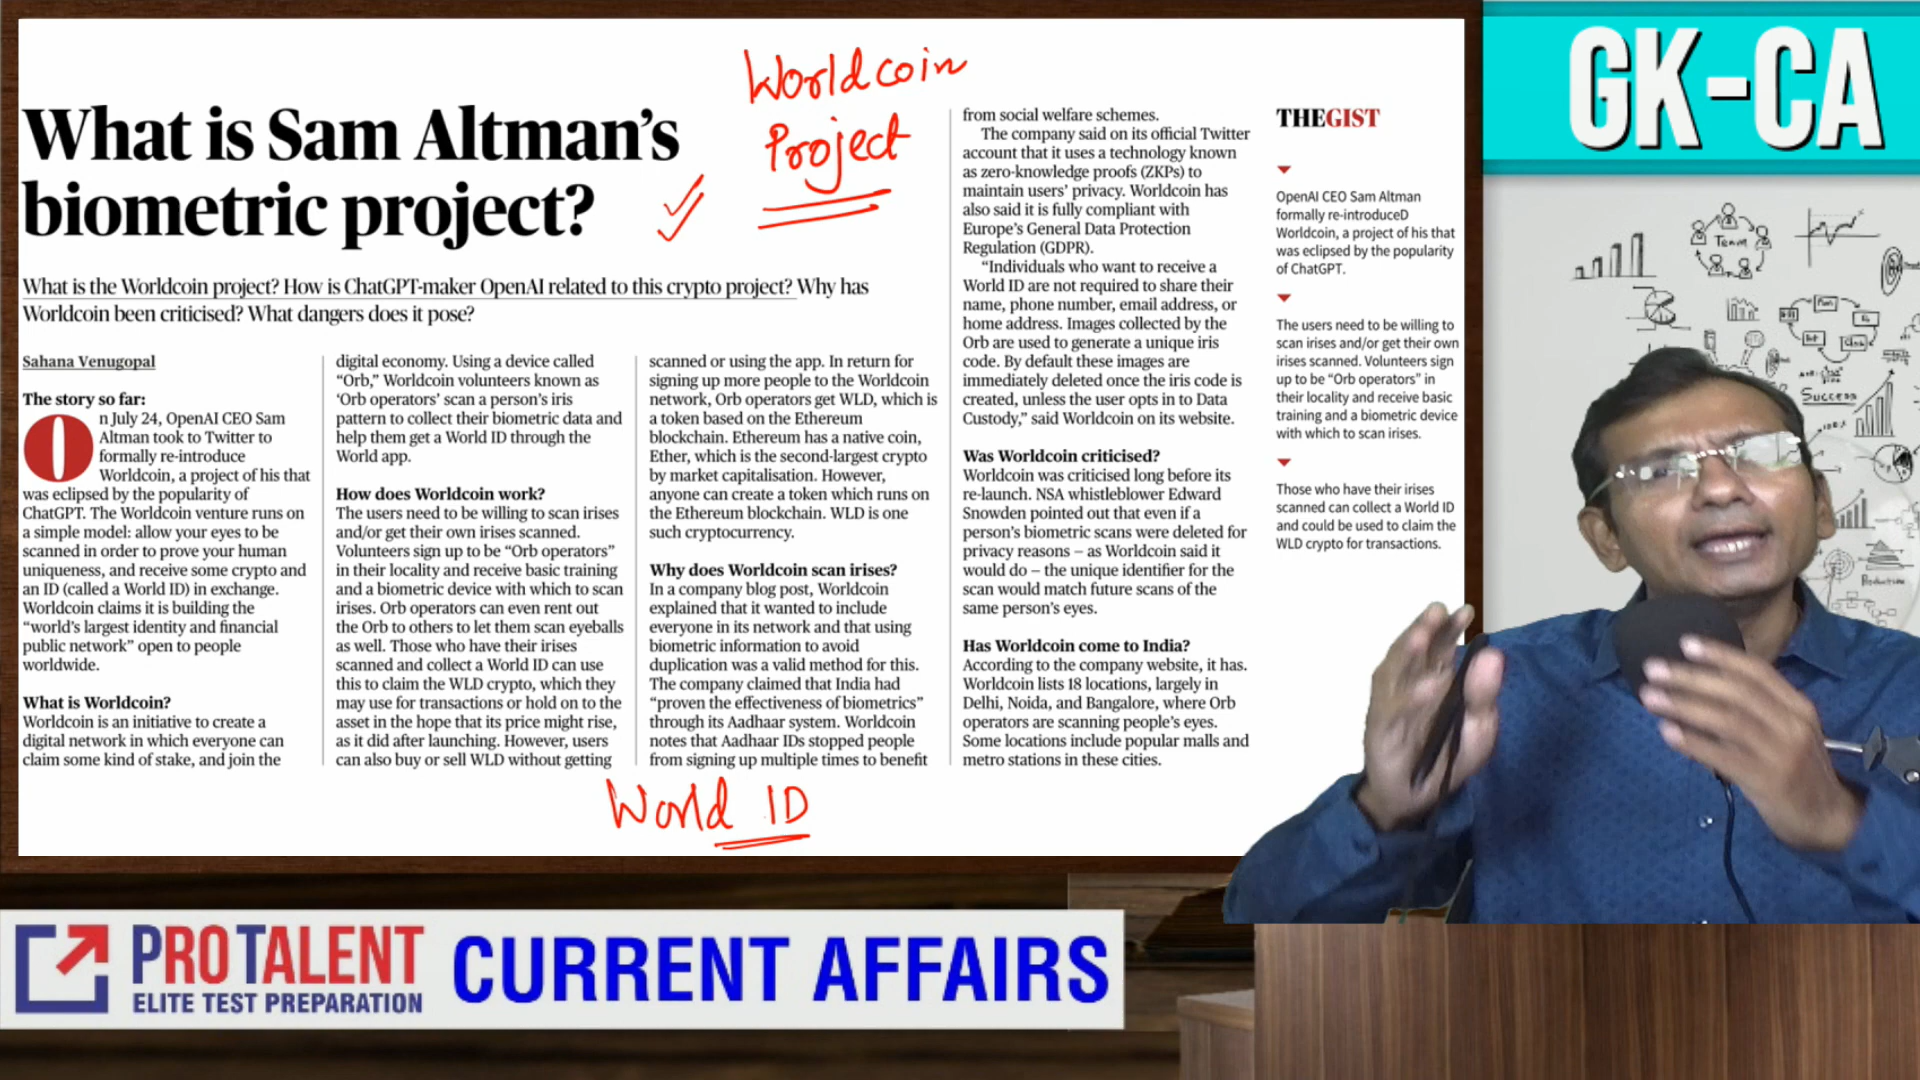 Worldcoin
Project
What is Sam Altman's
biometric project?
What is the Worldcoin project? How is ChatGPT-maker OpenAI related to this crypto project? Why has
Worldcoin been criticised? What dangers does it pose?
Sahana Venugopal
The story so far:
On July 24, OpenAI CEO Sam
Altman took to Twitter to
formally re-introduce
Worldcoin, a project of his that
was eclipsed by the popularity of
ChatGPT. The Worldcoin venture runs on
a simple model: allow your eyes to be
scanned in order to prove your human
uniqueness, and receive some crypto and
an ID (called a World ID) in exchange.
Worldcoin claims it is building the
“world's largest identity and financial
public network” open to people
worldwide.
What is Worldcoin?
Worldcoin is an initiative to create a
digital network in which everyone can
claim some kind of stake, and join the
digital economy. Using a device called
“Orb,” Worldcoin volunteers known as
‘Orb operators’ scan a person's iris
pattern to collect their biometric data and
help them get a World ID through the
World app.
How does Worldcoin work?
The users need to be willing to scan irises
and/or get their own irises scanned.
Volunteers sign up to be “Orb operators”
in their locality and receive basic training
and a biometric device with which to scan
irises. Orb operators can even rent out
the Orb to others to let them scan eyeballs
as well. Those who have their irises
scanned and collect a World ID can use
this to claim the WLD crypto, which they
may use for transactions or hold on to the
asset in the hope that its price might rise,
as it did after launching. However, users
can also buy or sell WLD without getting
scanned or using the app. In return for
signing up more people to the Worldcoin
network, Orb operators get WLD, which is
a token based on the Ethereum
blockchain. Ethereum has a native coin,
Ether, which is the second-largest crypto
by market capitalisation. However,
anyone can create a token which runs on
the Ethereum blockchain. WLD is one
such cryptocurrency.
Why does Worldcoin scan irises?
In a company blog post, Worldcoin
explained that it wanted to include
everyone in its network and that using
biometric information to avoid
duplication was a valid method for this.
The company claimed that India had
“proven the effectiveness of biometrics”
through its Aadhaar system. Worldcoin
notes that Aadhaar IDs stopped people
from signing up multiple times to benefit
from social welfare schemes.
The company said on its official Twitter
account that it uses a technology known
as zero-knowledge proofs (ZKPs) to
maintain users' privacy. Worldcoin has
also said it is fully compliant with
Europe's General Data Protection
Regulation (GDPR).
“Individuals who want to receive a
World ID are not required to share their
name, phone number, email address, or
home address. Images collected by the
Orb are used to generate a unique iris
code. By default these images are
immediately deleted once the iris code is
created, unless the user opts in to Data
Custody,” said Worldcoin on its website.
Was Worldcoin criticised?
Worldcoin was criticised long before its
re-launch. NSA whistleblower Edward
Snowden pointed out that even if a
person's biometric scans were deleted for
privacy reasons – as Worldcoin said it
would do – the unique identifier for the
scan would match future scans of the
same person's eyes.
Has Worldcoin come to India?
According to the company website, it has.
Worldcoin lists 18 locations, largely in
Delhi, Noida, and Bangalore, where Orb
operators are scanning people's eyes.
Some locations include popular malls and
metro stations in these cities.
THEGIST
OpenAI CEO Sam Altman
formally re-introduceD
Worldcoin, a project of his that
was eclipsed by the popularity
of ChatGPT.
The users need to be willing to
scan irises and/or get their own
irises scanned. Volunteers sign
up to be “Orb operators” in
their locality and receive basic
training and a biometric device
with which to scan irises.
Those who have their irises
scanned can collect a World ID
and could be used to claim the
WLD crypto for transactions.
World ID
GK-CA
Team
Success
Production
PROTALENT
ELITE TEST PREPARATION
CURRENT AFFAIRS